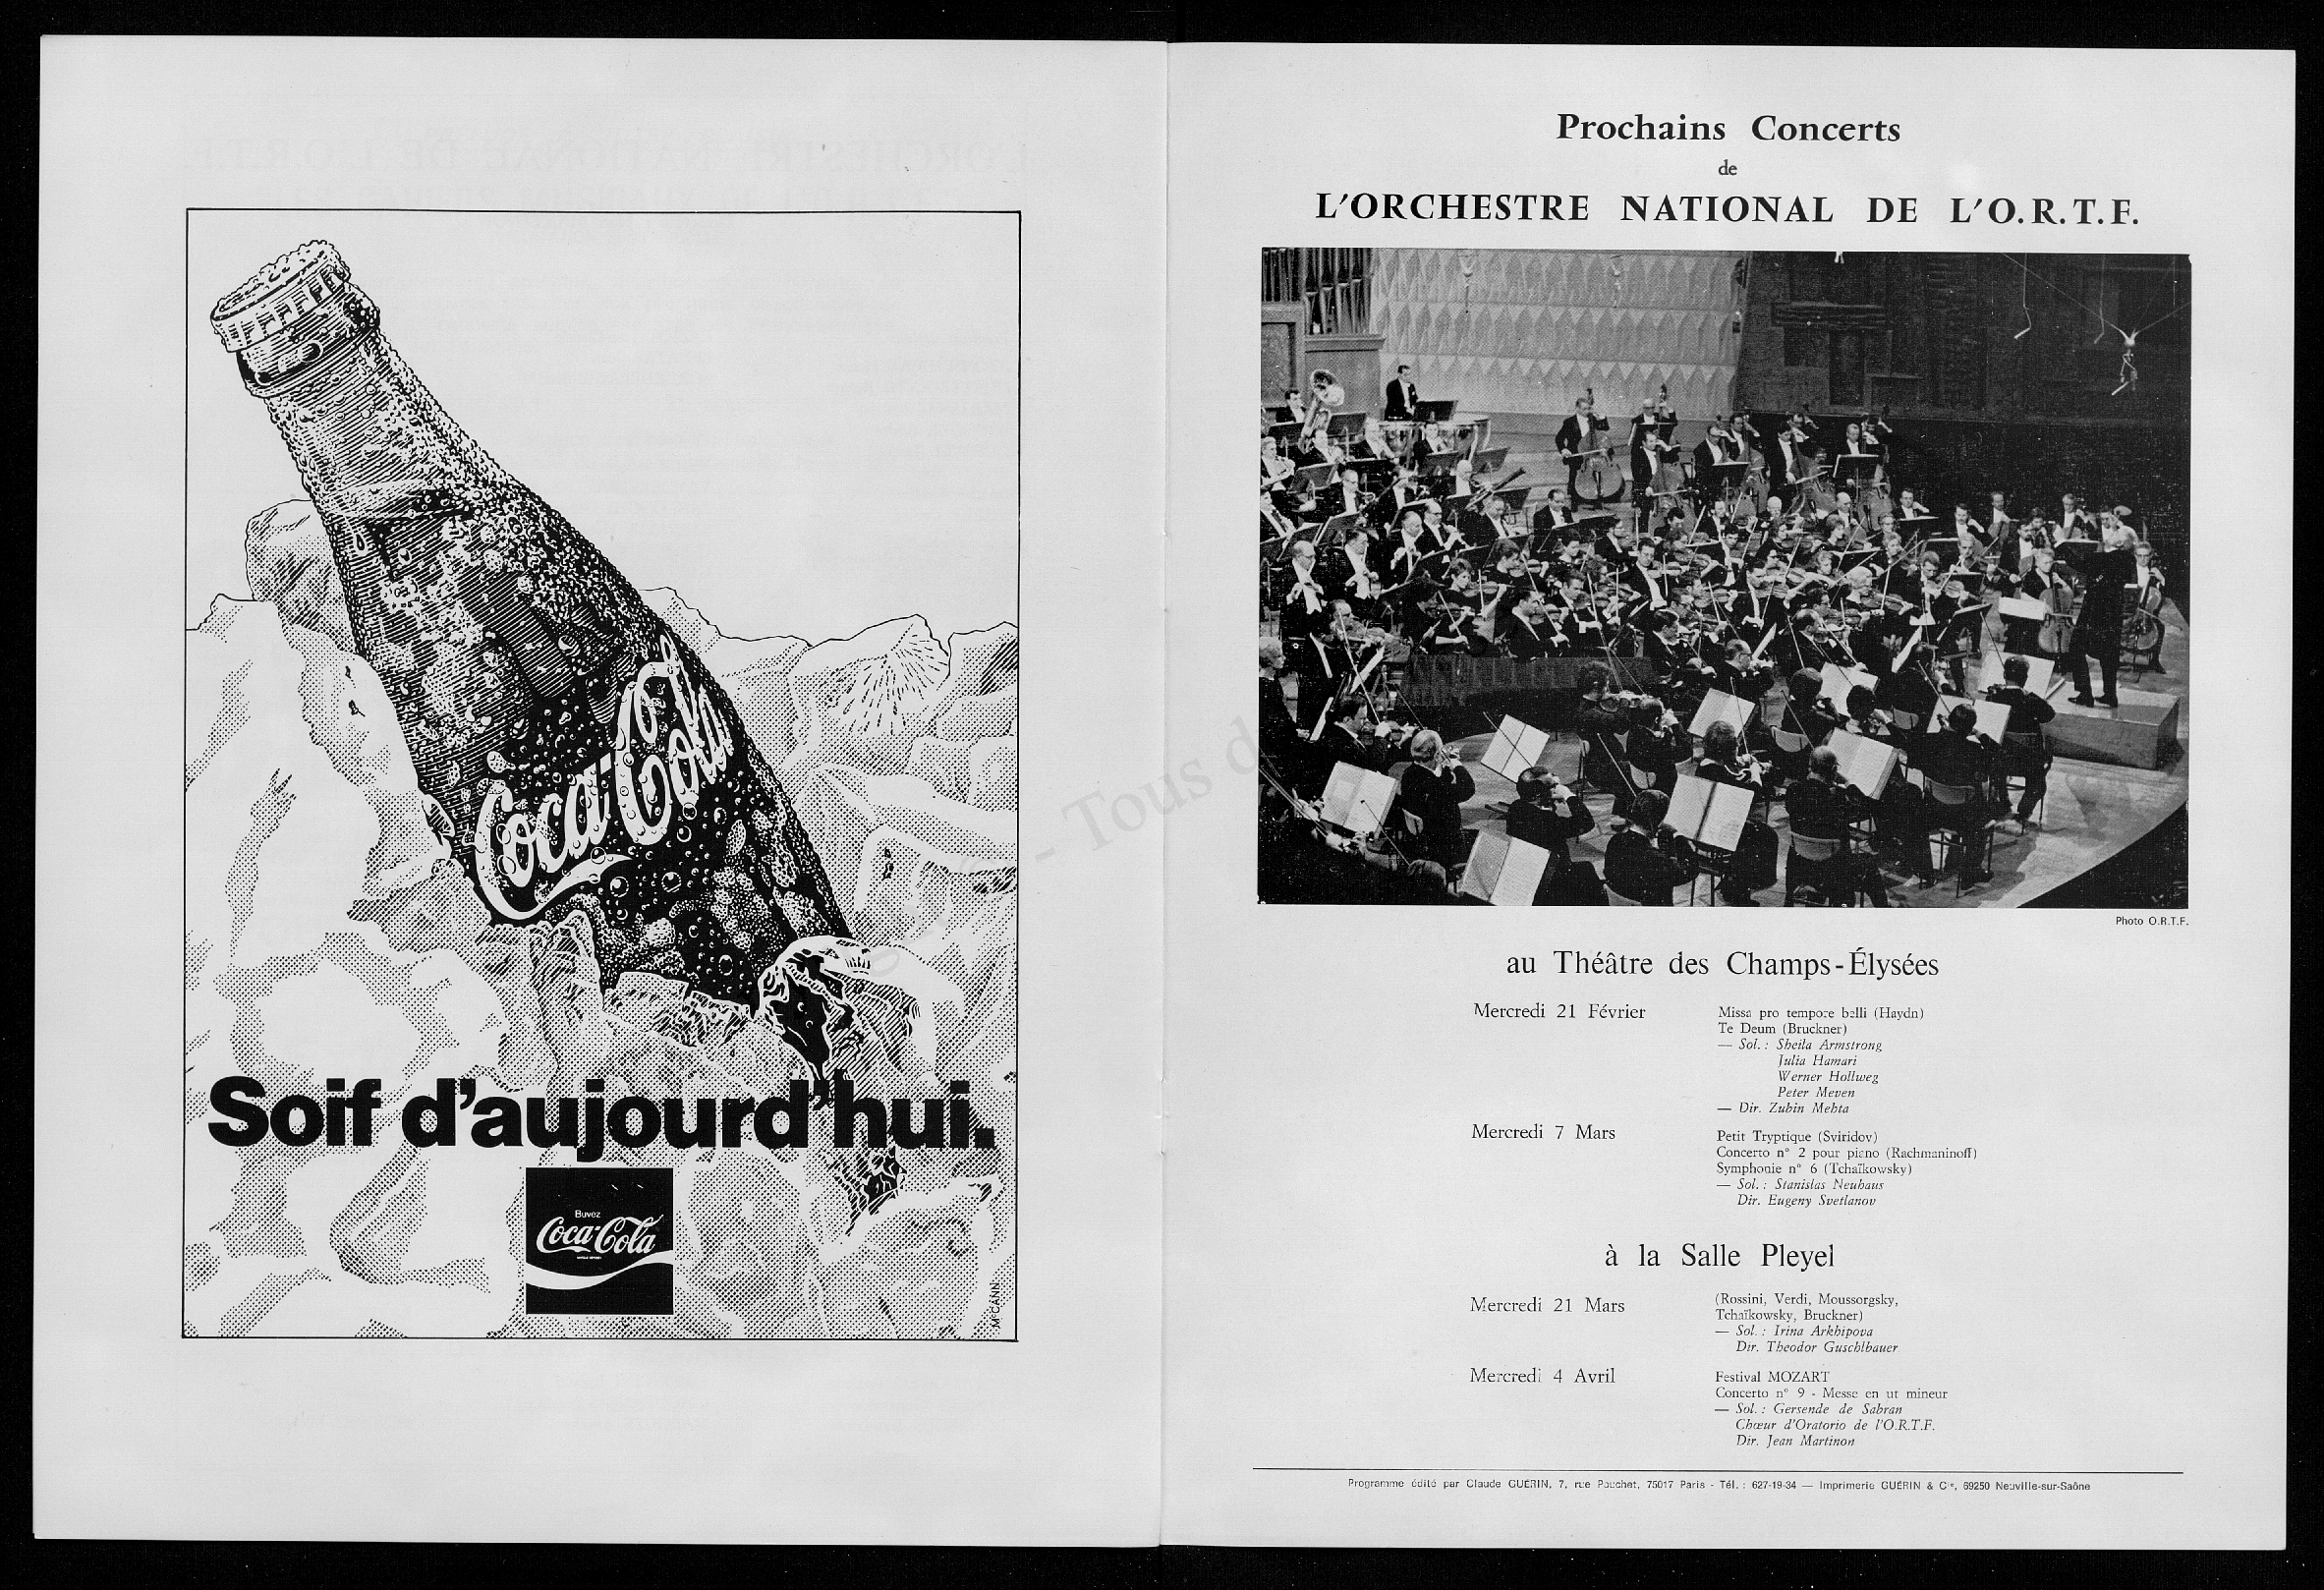 Coca-Cola
Soif d'aujourd'hui.
Buvez
Coca-Cola
McCANN
Prochains Concerts
de
L'ORCHESTRE NATIONAL DE L'O.R.T.F.
- Tous d
Photo O.R.T.F.
au Théâtre des Champs-Élysées
Mercredi 21 Février
Missa pro tempore belli (Haydn)
Te Deum (Bruckner)
— Sol. : Sheila Armstrong
Julia Hamari
Werner Hollweg
Peter Meven
— Dir. Zubin Mehta
Mercredi 7 Mars
Petit Tryptique (Sviridov)
Concerto n° 2 pour piano (Rachmaninoff)
Symphonie n° 6 (Tchaïkowsky)
— Sol. : Stanislas Neuhaus
Dir. Eugeny Svetlanov
à la Salle Pleyel
Mercredi 21 Mars
(Rossini, Verdi, Moussorgsky,
Tchaïkowsky, Bruckner)
— Sol. : Irina Arkhipova
Dir. Theodor Guschlbauer
Mercredi 4 Avril
Festival MOZART
Concerto n° 9 - Messe en ut mineur
— Sol. : Gersende de Sabran
Chœur d'Oratorio de l'O.R.T.F.
Dir. Jean Martinon
Programme édité par Claude GUÉRIN, 7, rue Pouchet, 75017 Paris - Tél. : 627-19-34 — Imprimerie GUÉRIN & Cie, 69250 Neuville-sur-Saône